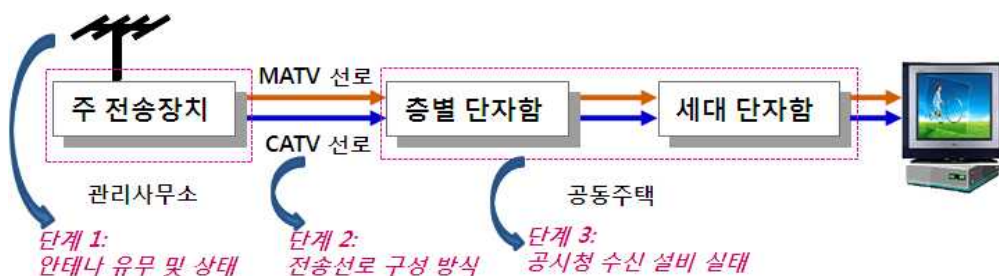 MATV 선로
주 전송장치
층별 단자함
세대 단자함
CATV 선로
관리사무소
공동주택
단계 1:
안테나 유무 및 상태
단계 2:
전송선로 구성 방식
단계 3:
공시청 수신 설비 실태